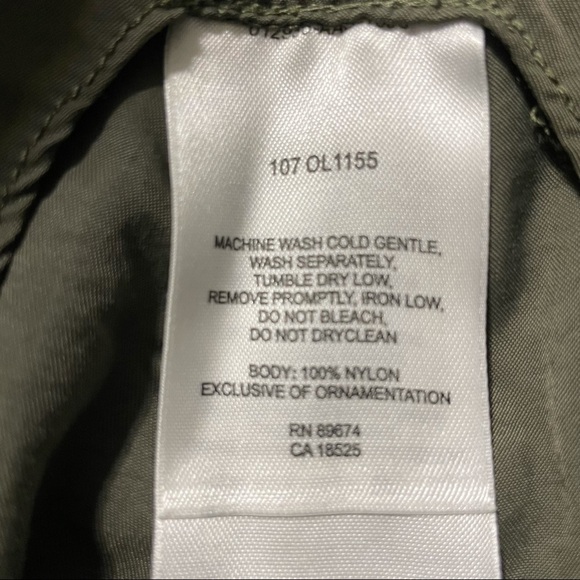 107 OL1155
MACHINE WASH COLD GENTLE,
WASH SEPARATELY,
TUMBLE DRY LOW,
REMOVE PROMPTLY, IRON LOW,
DO NOT BLEACH,
DO NOT DRYCLEAN
BODY: 100% NYLON
EXCLUSIVE OF ORNAMENTATION
RN 89674
CA 18525